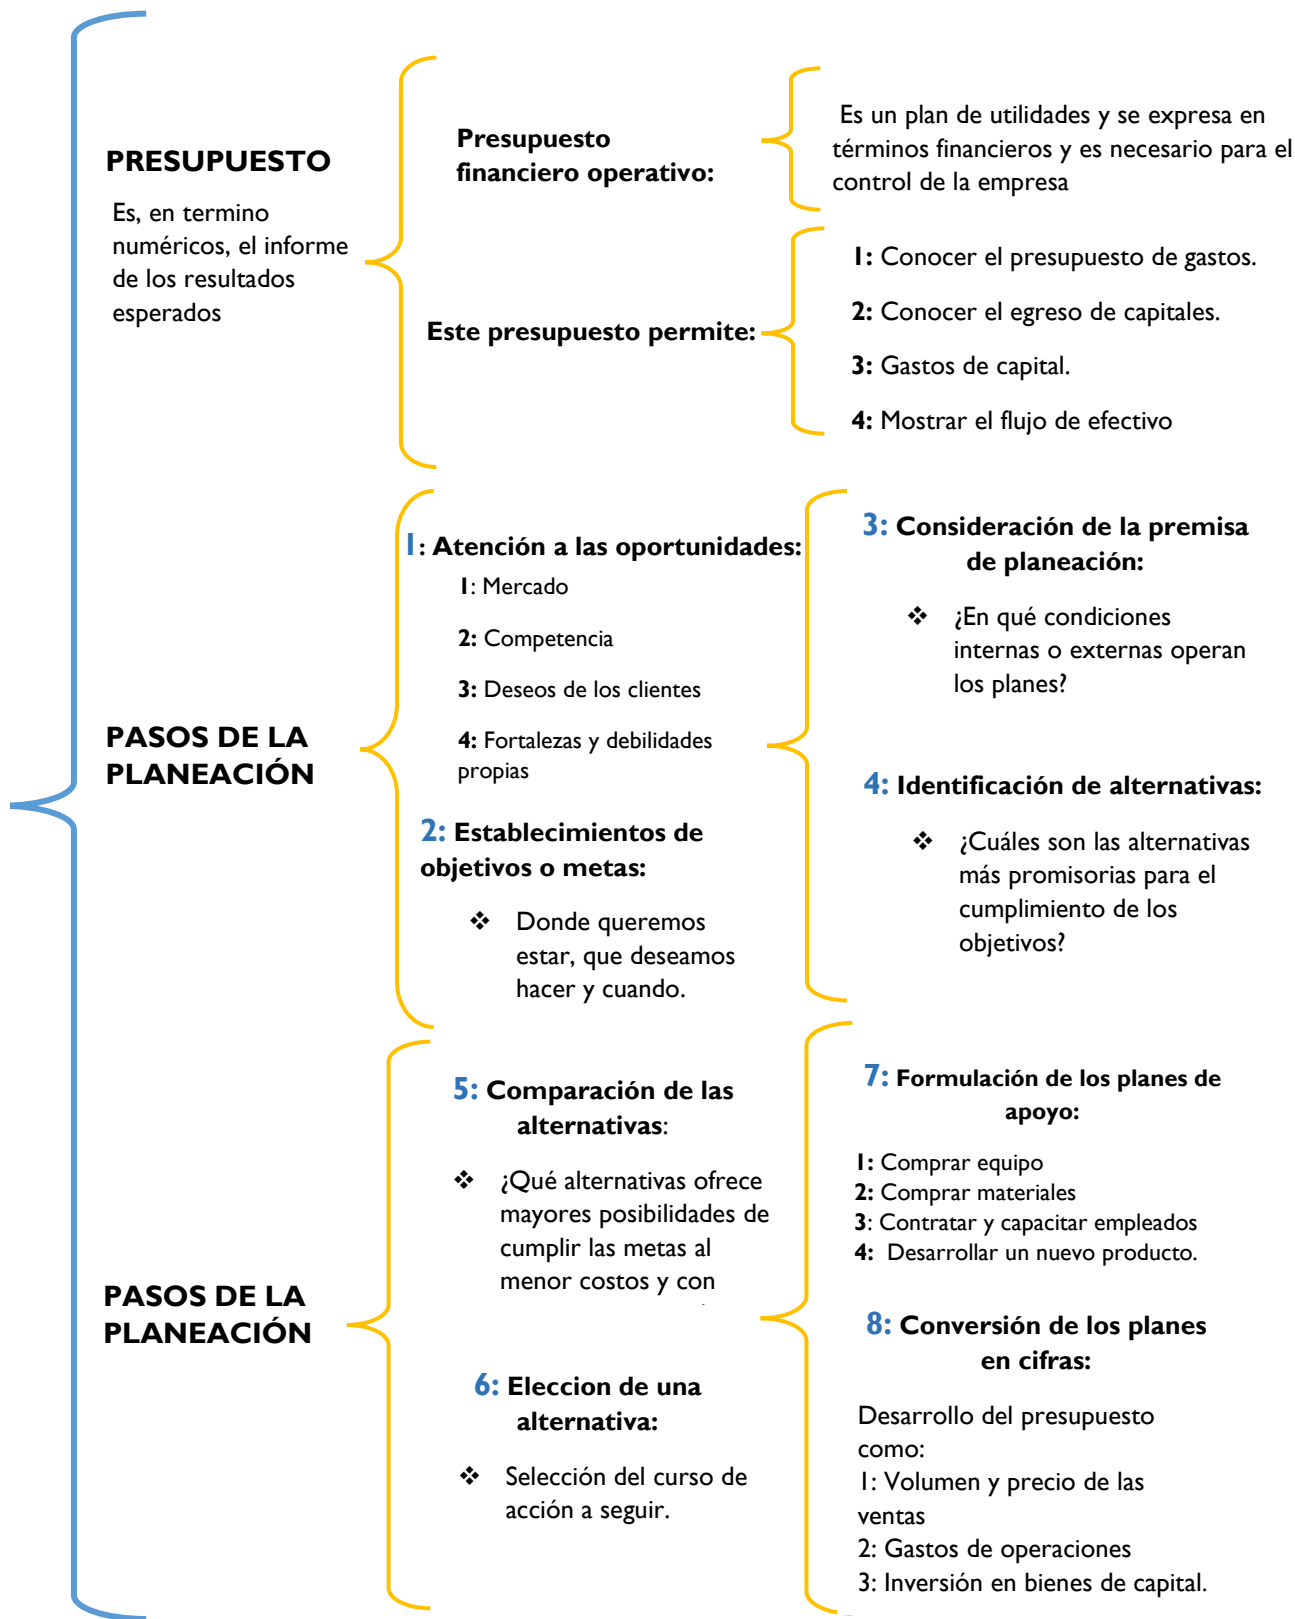 PRESUPUESTO
Es, en termino
numéricos, el informe
de los resultados
esperados
Presupuesto
financiero operativo:
Es un plan de utilidades y se expresa en
términos financieros y es necesario para el
control de la empresa
Este presupuesto permite:
1: Conocer el presupuesto de gastos.
2: Conocer el egreso de capitales.
3: Gastos de capital.
4: Mostrar el flujo de efectivo
PASOS DE LA
PLANEACIÓN
1: Atención a las oportunidades:
1: Mercado
2: Competencia
3: Deseos de los clientes
4: Fortalezas y debilidades
propias
2: Establecimientos de
objetivos o metas:
❖ Donde queremos
estar, que deseamos
hacer y cuando.
3: Consideración de la premisa
de planeación:
❖ ¿En qué condiciones
internas o externas operan
los planes?
4: Identificación de alternativas:
❖ ¿Cuáles son las alternativas
más promisorias para el
cumplimiento de los
objetivos?
PASOS DE LA
PLANEACIÓN
5: Comparación de las
alternativas:
❖ ¿Qué alternativas ofrece
mayores posibilidades de
cumplir las metas al
menor costos y con
6: Eleccion de una
alternativa:
❖ Selección del curso de
acción a seguir.
7: Formulación de los planes de
apoyo:
1: Comprar equipo
2: Comprar materiales
3: Contratar y capacitar empleados
4: Desarrollar un nuevo producto.
8: Conversión de los planes
en cifras:
Desarrollo del presupuesto
como:
1: Volumen y precio de las
ventas
2: Gastos de operaciones
3: Inversión en bienes de capital.